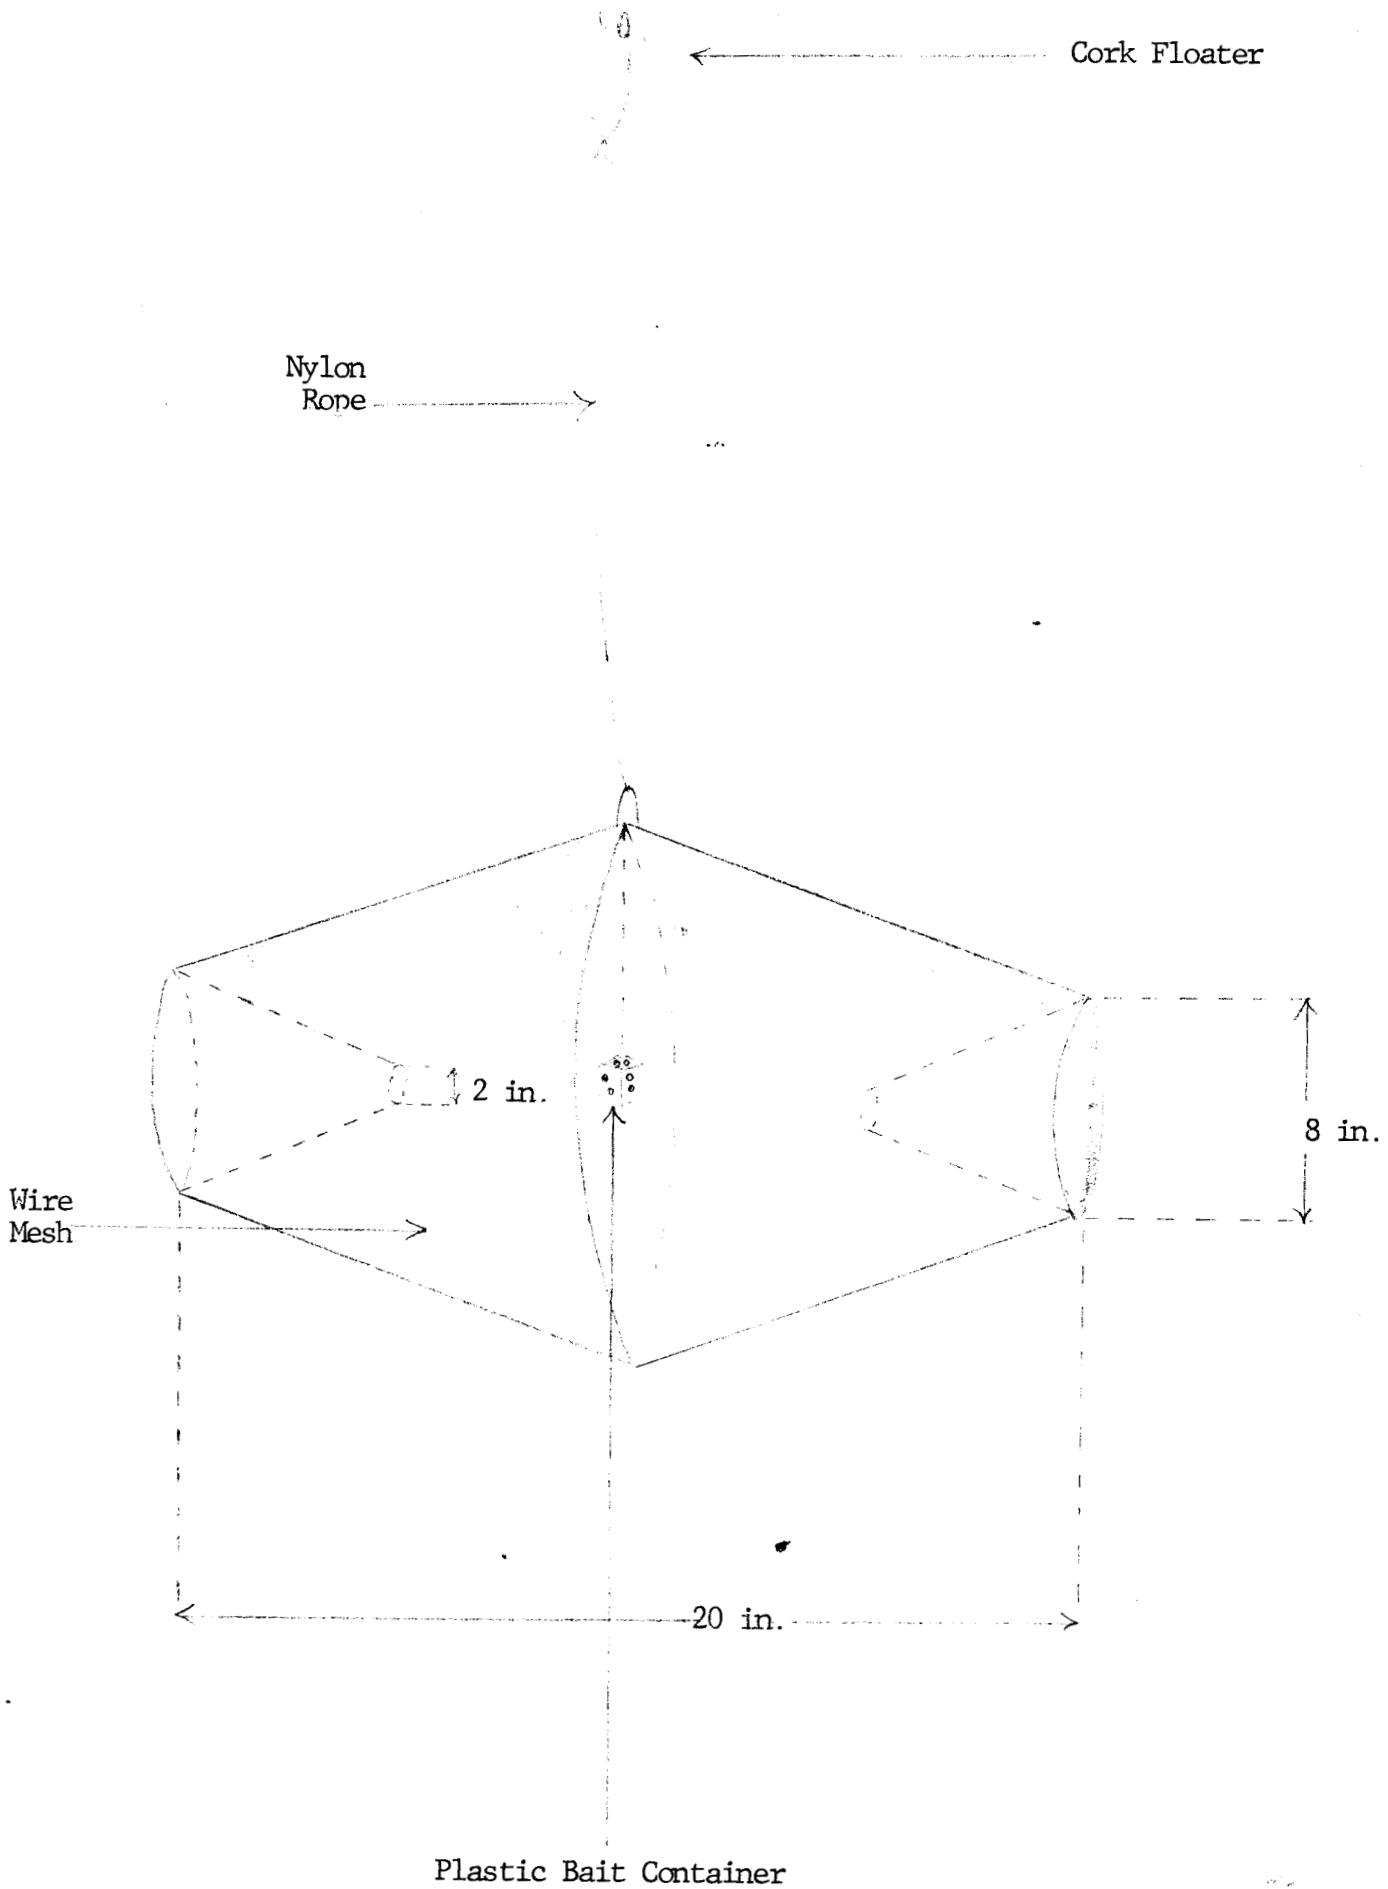 Cork Floater
Nylon
Rope
2 in.
8 in.
Wire
Mesh
20 in.
Plastic Bait Container